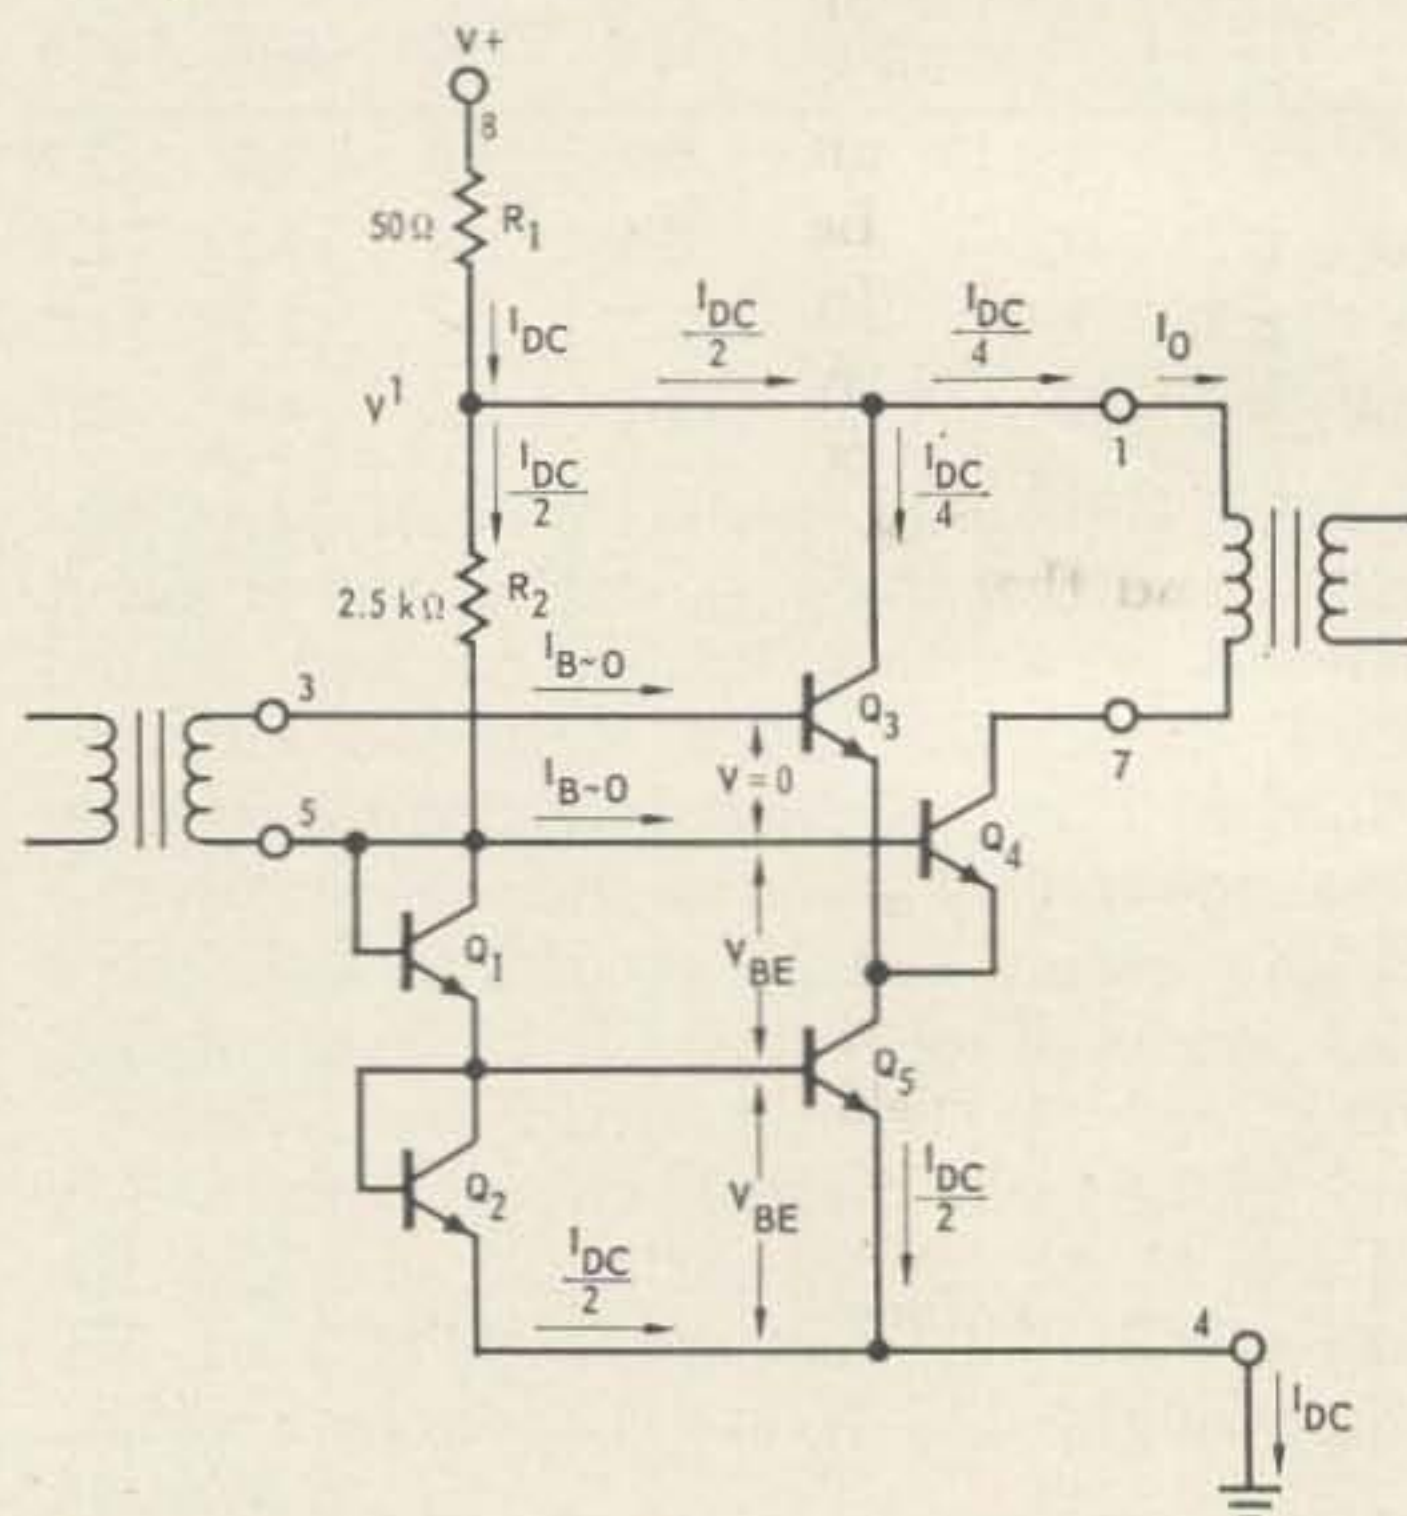 V+
8
50 Ω R1
IDC
IDC/2
IDC/4
IO
V1
1
IDC/2
IDC/4
2.5 k Ω R2
IB~0
3
Q3
V = 0
7
IB~0
5
Q4
Q1
VBE
Q5
Q2
VBE
IDC/2
IDC/2
4
IDC